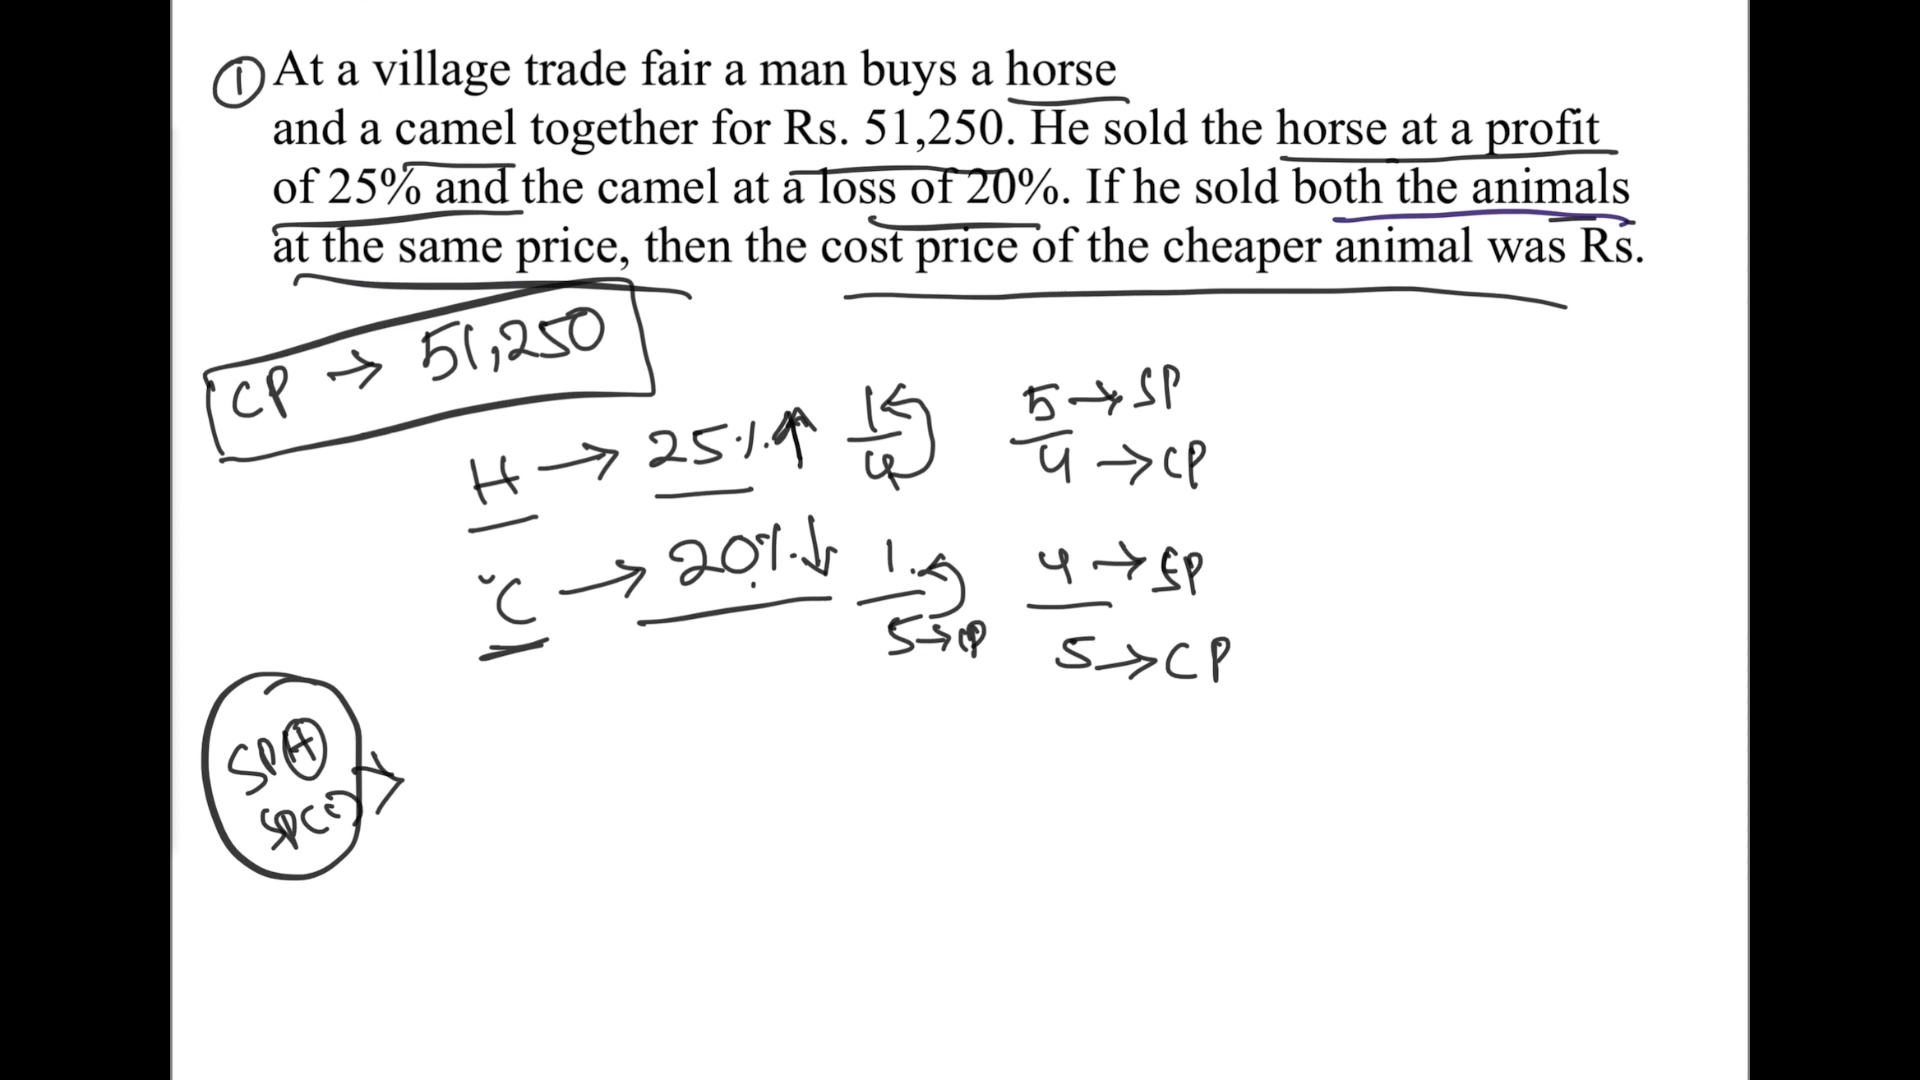 ① At a village trade fair a man buys a horse
and a camel together for Rs. 51,250. He sold the horse at a profit
of 25% and the camel at a loss of 20%. If he sold both the animals
at the same price, then the cost price of the cheaper animal was Rs.
CP → 51,250
H → 25%↑ 1/4 5→SP/4→CP
C → 20%↓ 1/5→CP 4→SP/5→CP
SP H →
SP C